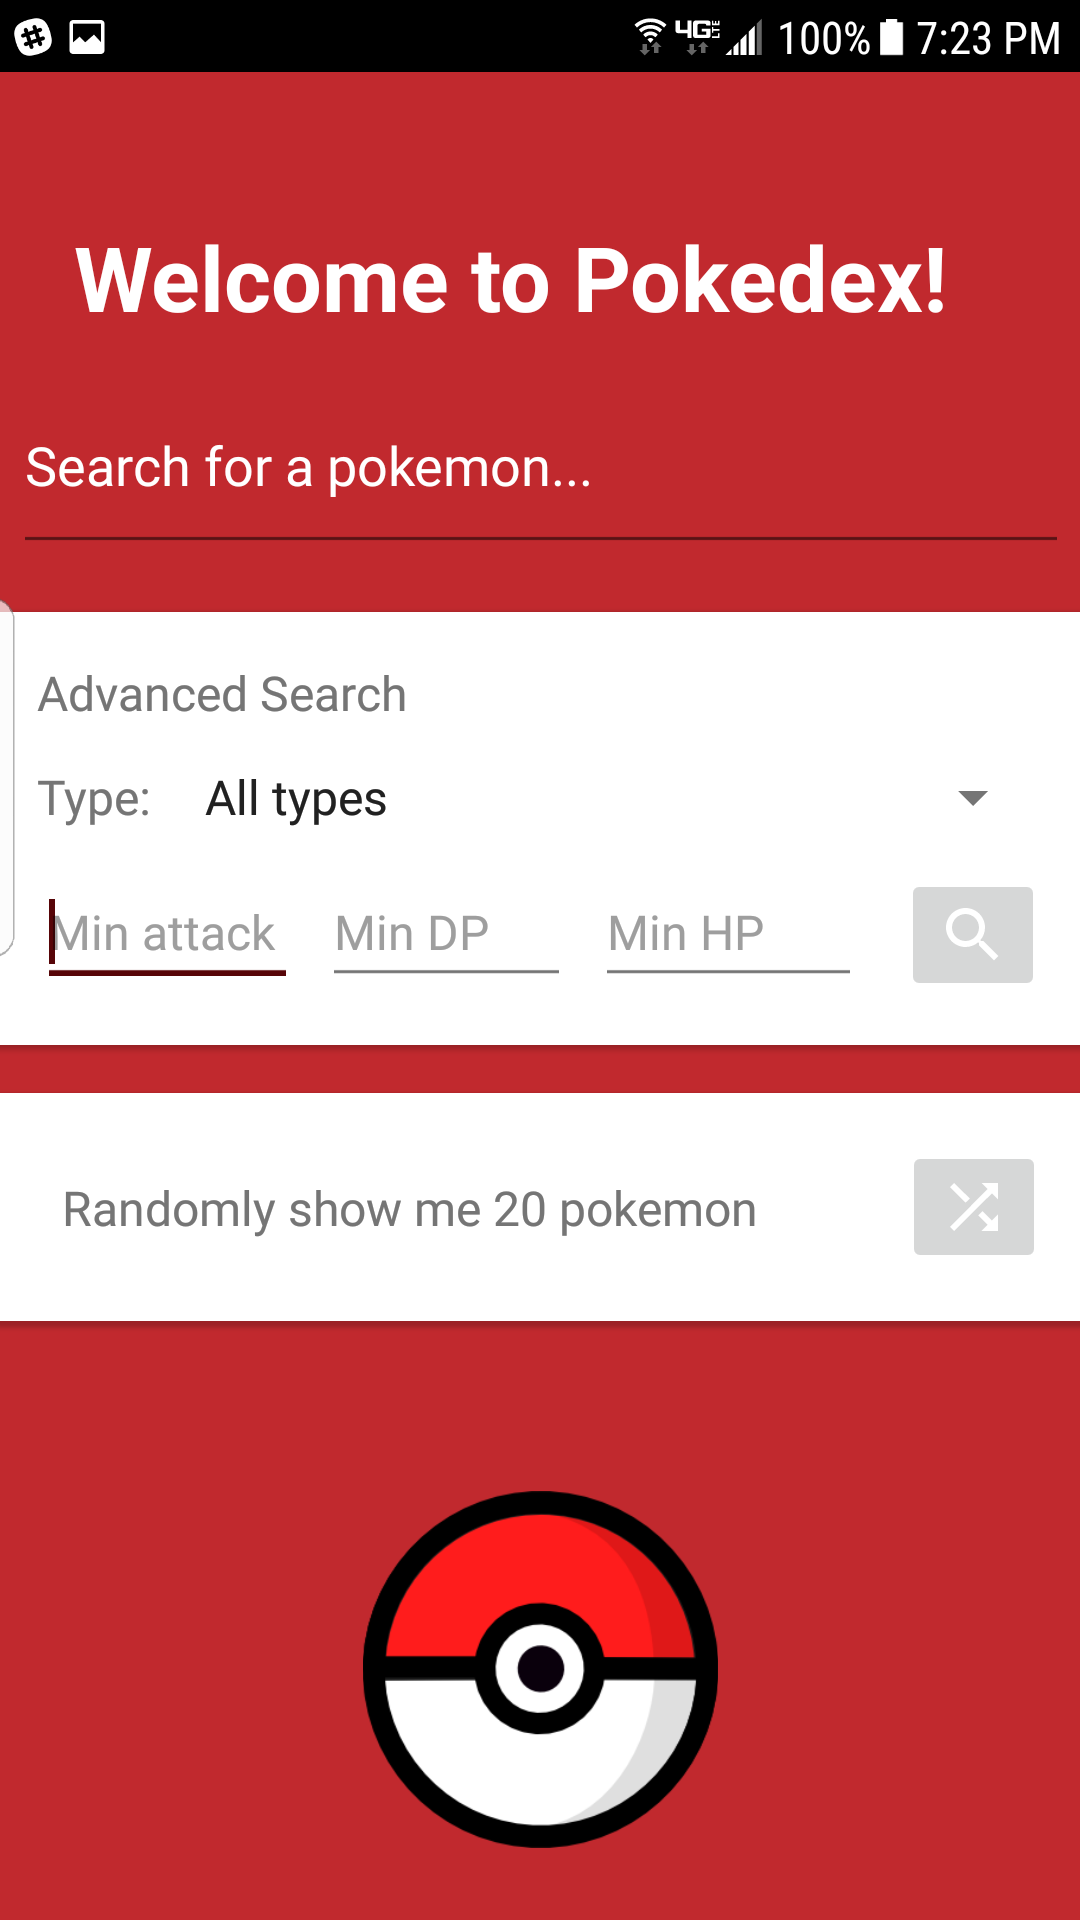 4G LTE 100% 7:23 PM
Welcome to Pokedex!
Search for a pokemon...
Advanced Search
Type: All types
Min attack Min DP Min HP
Randomly show me 20 pokemon